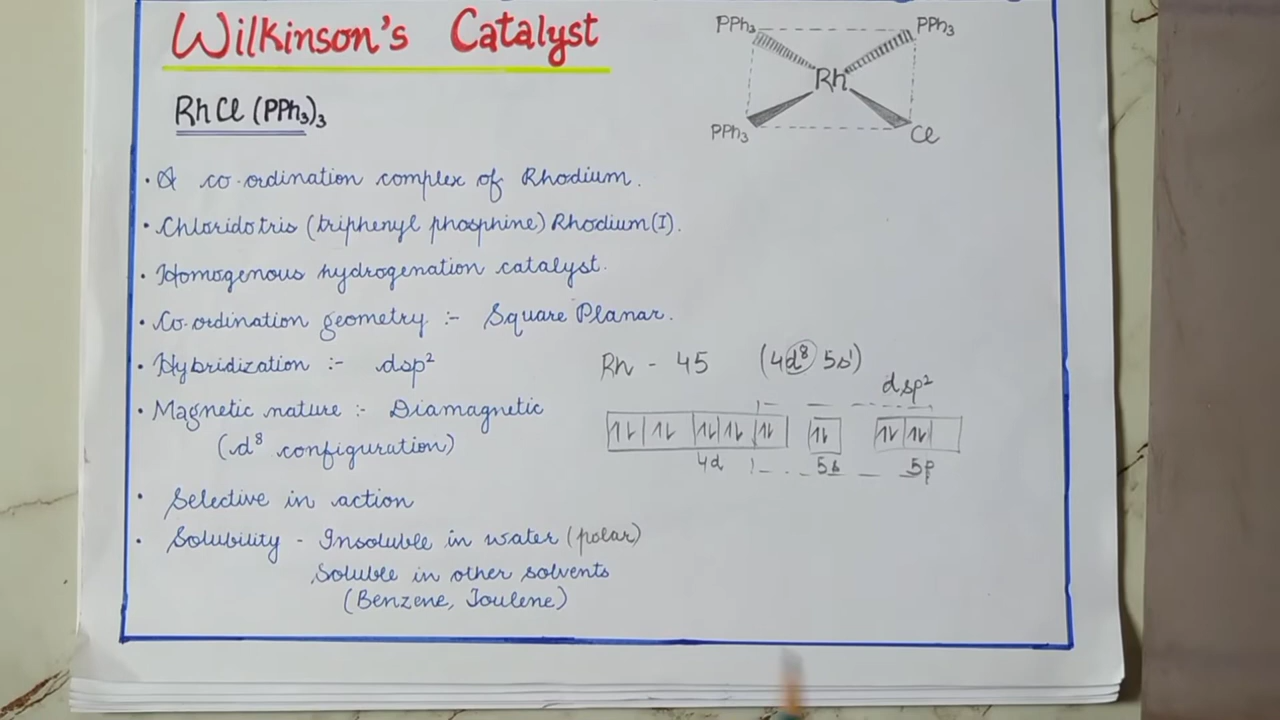 Wilkinson's Catalyst
RhCl(PPh₃)₃
PPh₃ PPh₃
Rh
PPh₃ Cl
• A co-ordination complex of Rhodium.
• Chloridotris (triphenyl phosphine) Rhodium(I).
• Homogenous hydrogenation catalyst.
• Co-ordination geometry :- Square Planar.
• Hybridization :- dsp²
Rh - 45 (4d⁸ 5s¹)
dsp²
• Magnetic nature :- Diamagnetic
(d⁸ configuration)
⥮ ⥮ ⥮ ⥮ ⥮ ⥮ ⥮ ⥮
4d 5s 5p
• Selective in action
• Solubility - Insoluble in water (polar)
Soluble in other solvents
(Benzene, Toulene)